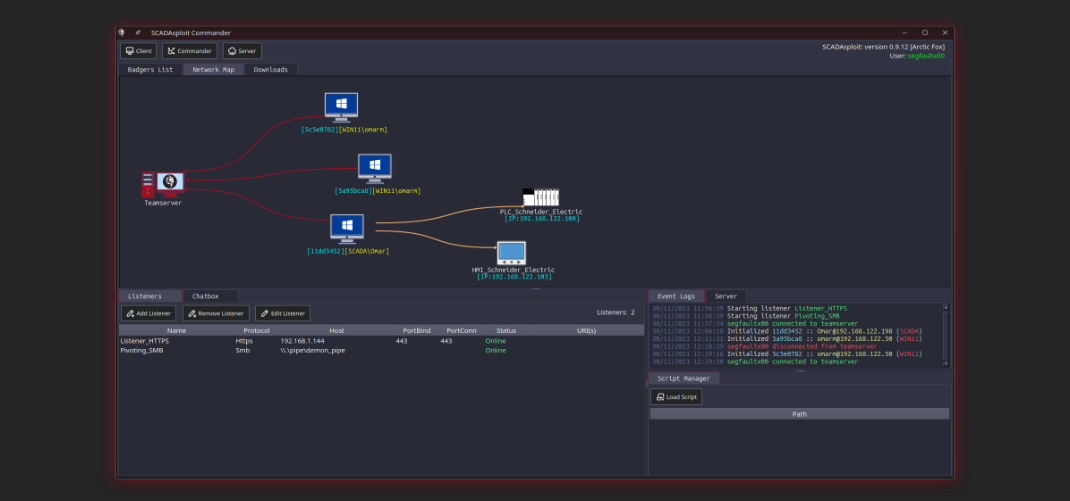 SCADAsploit Commander
Client Commander Server
SCADAsploit: version 0.9.12 [Arctic Fox]
User: segfaultx00
Badgers List Network Map Downloads
[5c5e0782][WIN11\omarm]
[5a95bca8][WIN11\omarm]
Teamserver
PLC_Schneider_Electric
[IP:192.168.122.100]
[11dd3452][SCADA\Omar]
HMI_Schneider_Electric
[IP:192.168.122.103]
Listeners Chatbox
Add Listener Remove Listener Edit Listener
Listeners: 2
Name Protocol Host PortBind PortConn Status URI(s)
Listener_HTTPS Https 192.168.1.144 443 443 Online
Pivoting_SMB Smb \\.\pipe\demon_pipe Online
Event Logs Server
30/11/2023 11:56:59 Starting listener Listener_HTTPS
30/11/2023 11:56:59 Starting listener Pivoting_SMB
30/11/2023 11:57:54 segfaultx00 connected to teamserver
30/11/2023 12:04:18 Initialized 11dd3452 :: Omar@192.168.122.190 (SCADA)
30/11/2023 12:11:31 Initialized 5a95bca8 :: omarm@192.168.122.50 (WIN11)
30/11/2023 12:18:59 segfaultx00 disconnected from teamserver
30/11/2023 12:19:18 Initialized 5c5e0782 :: omarm@192.168.122.50 (WIN11)
30/11/2023 12:19:20 segfaultx00 connected to teamserver
Script Manager
Load Script
Path